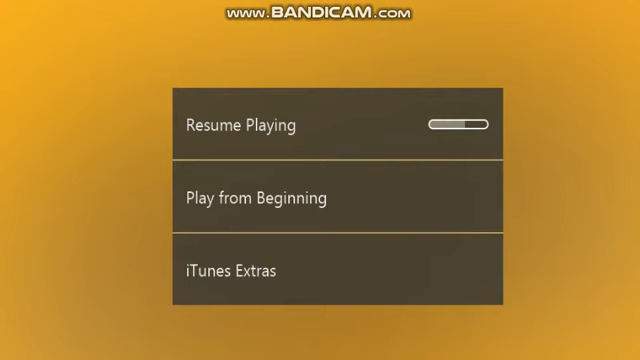 www.BANDICAM.com
Resume Playing
Play from Beginning
iTunes Extras